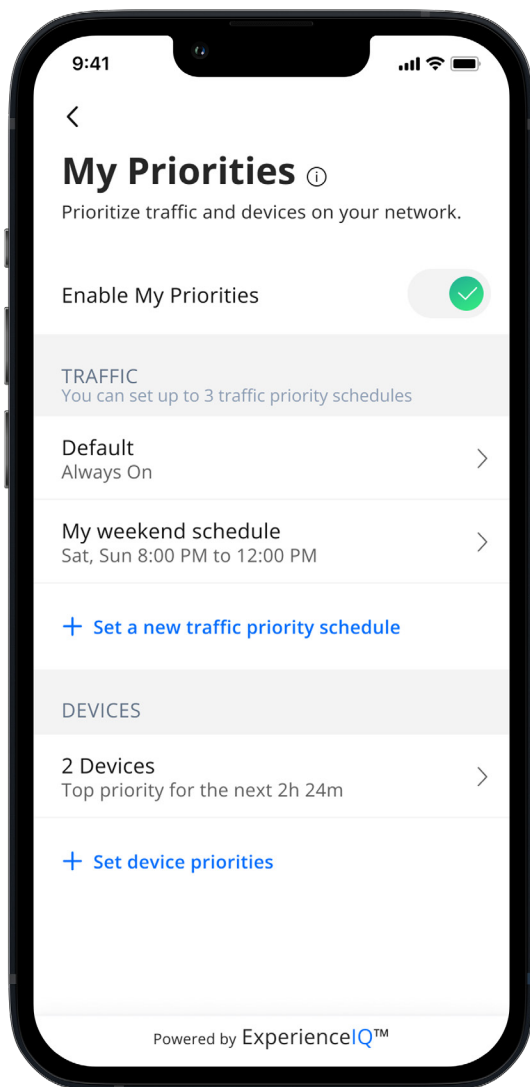 9:41
My Priorities
Prioritize traffic and devices on your network.
Enable My Priorities
TRAFFIC
You can set up to 3 traffic priority schedules
Default
Always On
My weekend schedule
Sat, Sun 8:00 PM to 12:00 PM
+ Set a new traffic priority schedule
DEVICES
2 Devices
Top priority for the next 2h 24m
+ Set device priorities
Powered by ExperienceIQ™